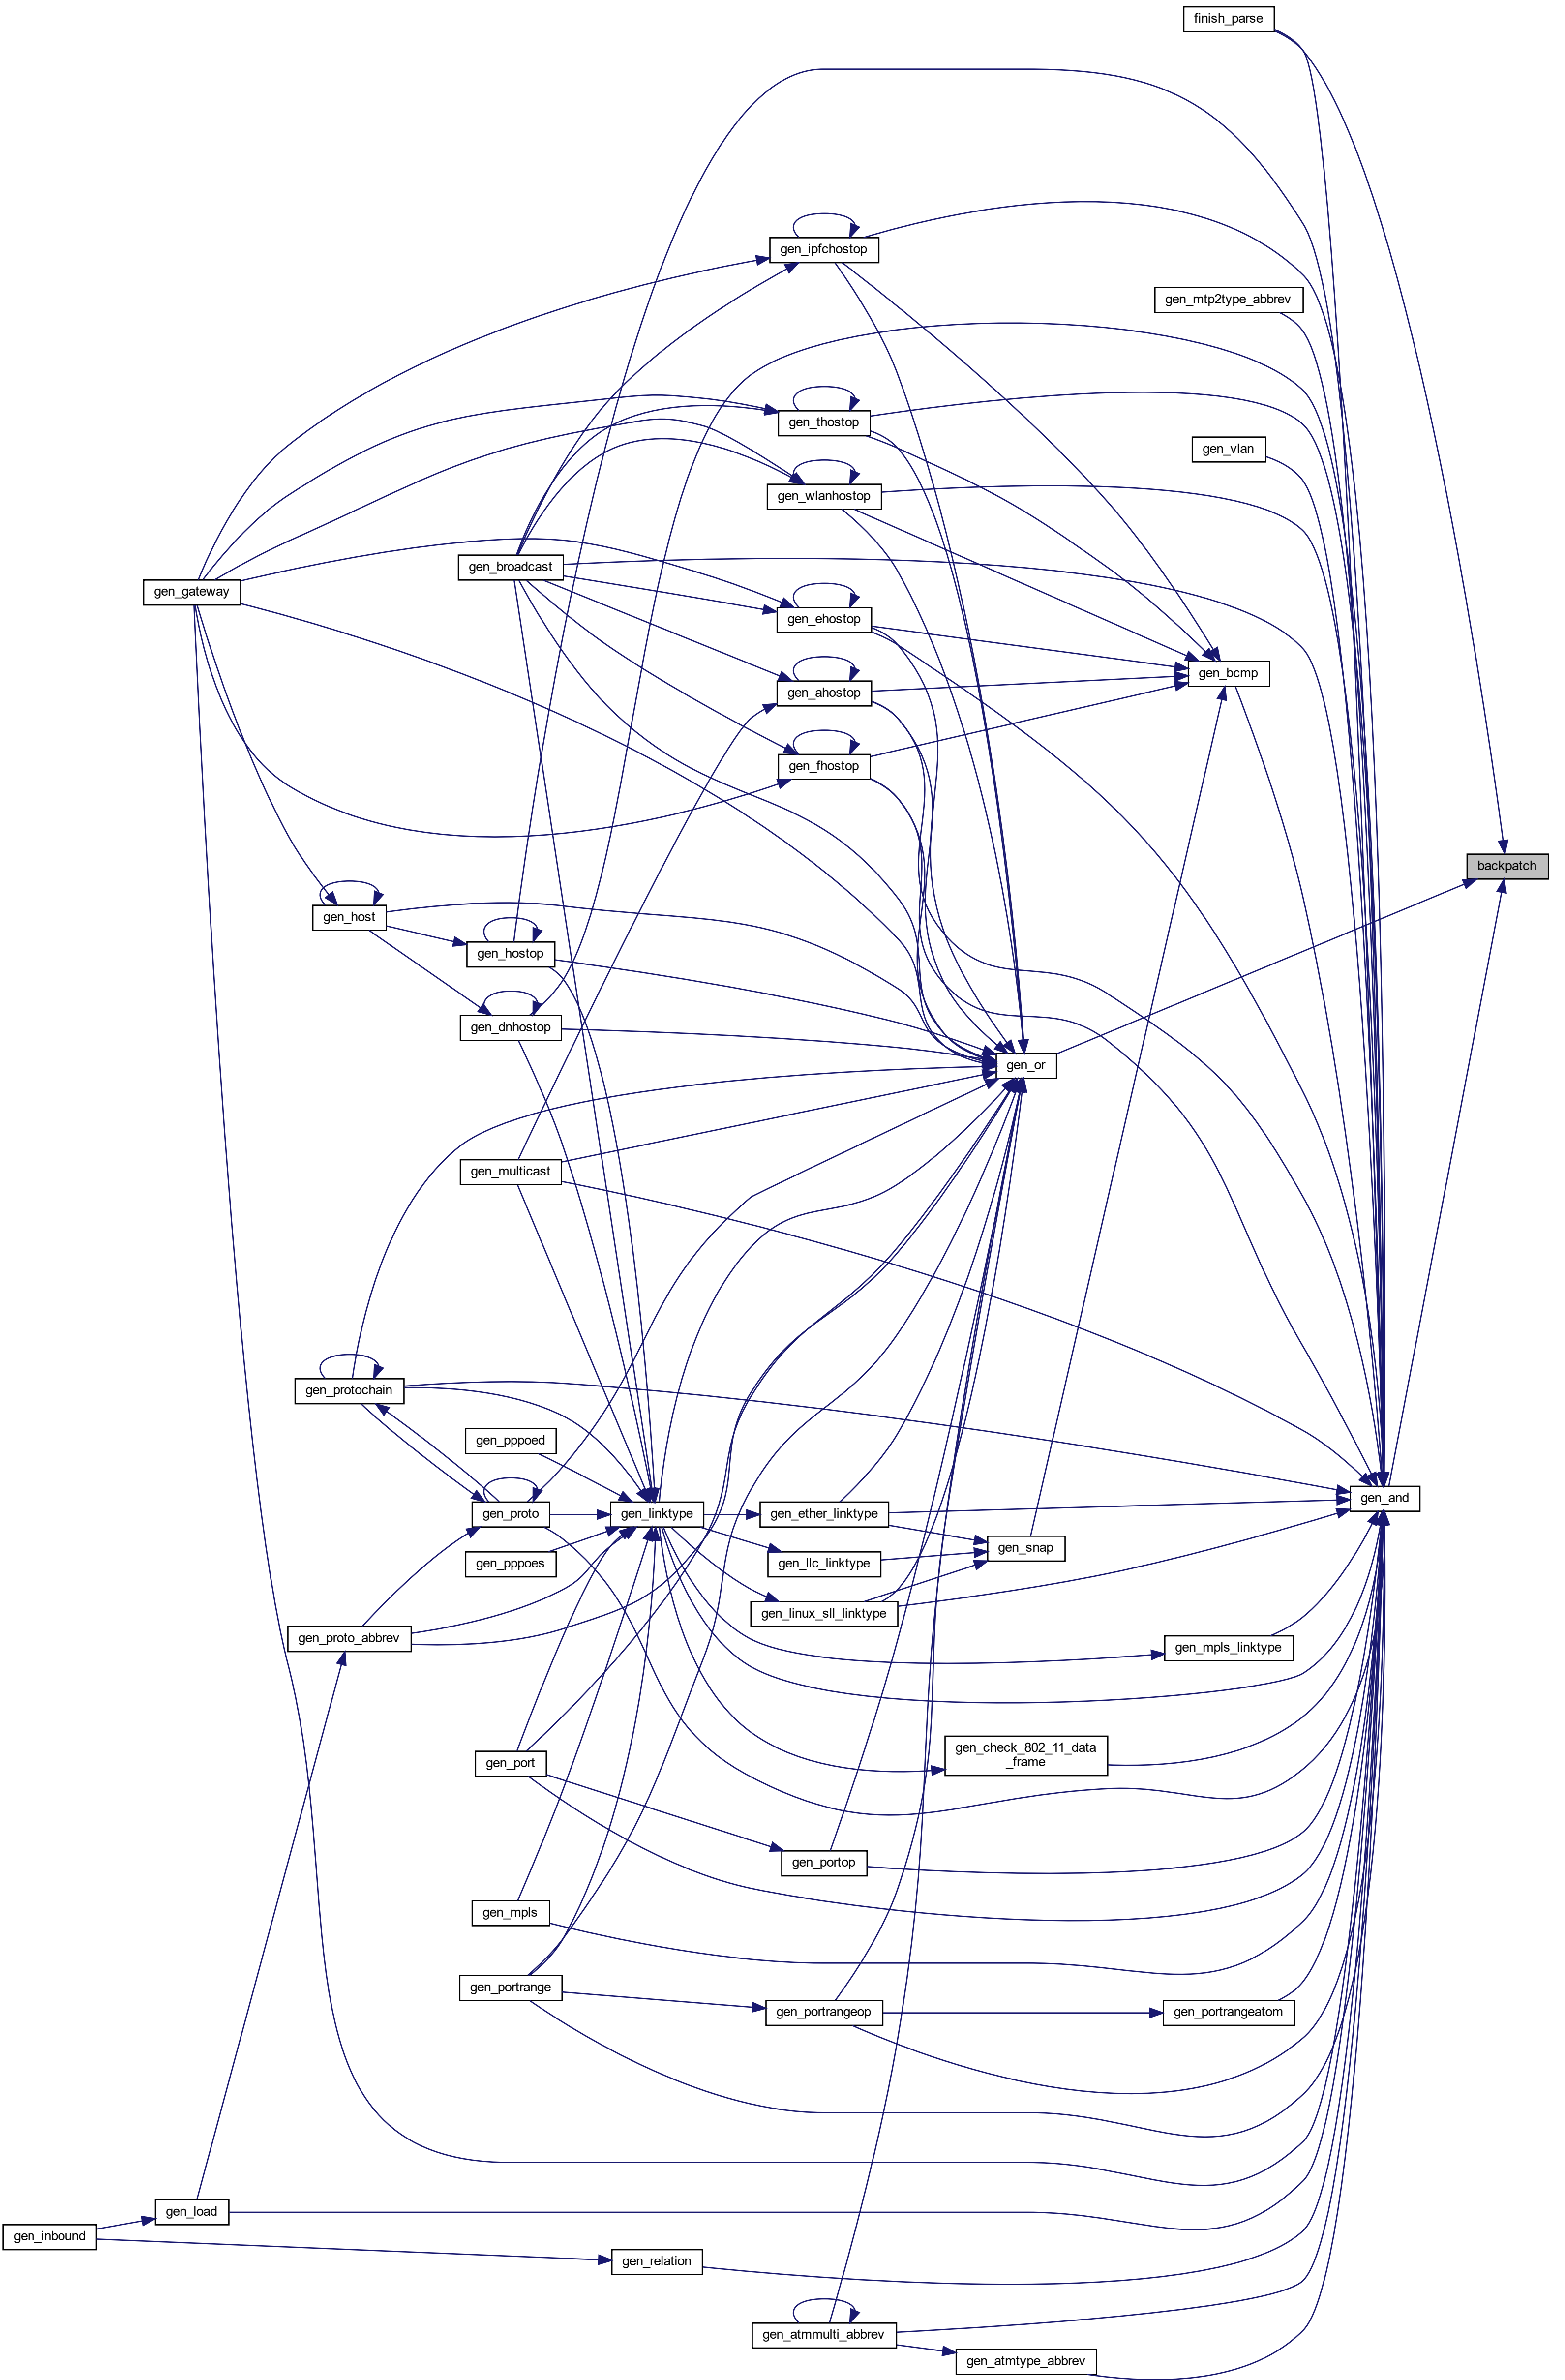 finish_parse
gen_ipfchostop
gen_mtp2type_abbrev
gen_thostop
gen_vlan
gen_wlanhostop
gen_broadcast
gen_gateway
gen_ehostop
gen_bcmp
gen_ahostop
gen_fhostop
backpatch
gen_host
gen_hostop
gen_dnhostop
gen_or
gen_multicast
gen_protochain
gen_pppoed
gen_and
gen_proto
gen_linktype
gen_ether_linktype
gen_snap
gen_pppoes
gen_llc_linktype
gen_linux_sll_linktype
gen_proto_abbrev
gen_mpls_linktype
gen_check_802_11_data
_frame
gen_port
gen_portop
gen_mpls
gen_portrange
gen_portrangeop
gen_portrangeatom
gen_load
gen_inbound
gen_relation
gen_atmmulti_abbrev
gen_atmtype_abbrev